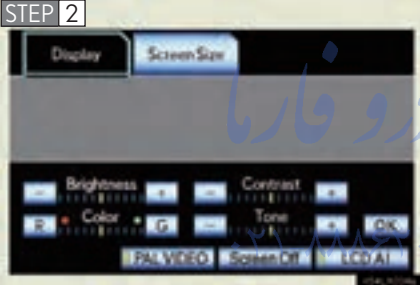 STEP 2
Display Screen Size
- Brightness + - Contrast +
R Color G - Tone + OK
PAL VIDEO Screen Off LCD AI